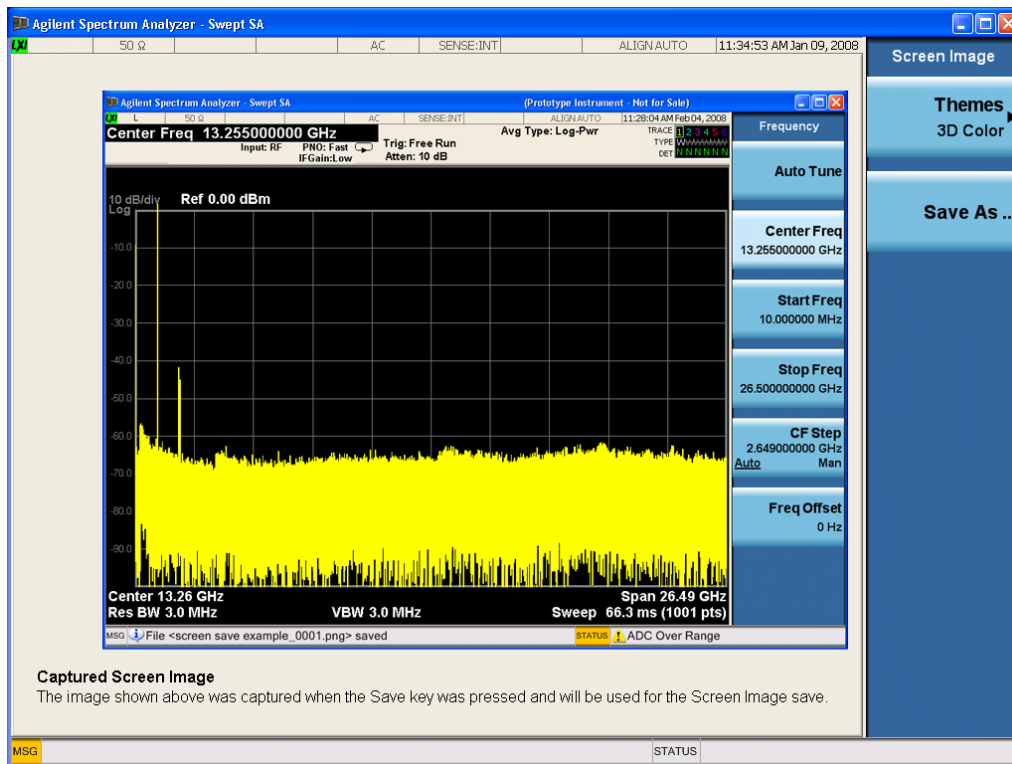 Agilent Spectrum Analyzer - Swept SA
LXI 50 Ω AC SENSE:INT ALIGN AUTO 11:34:53 AM Jan 09, 2008
Screen Image
Themes
3D Color
Save As ..
Agilent Spectrum Analyzer - Swept SA (Prototype Instrument - Not for Sale)
LXI L 50 Ω AC SENSE:INT ALIGN AUTO 11:28:04 AM Feb 04, 2008
Center Freq 13.255000000 GHz
Input: RF PNO: Fast
IFGain:Low
Trig: Free Run
Atten: 10 dB
Avg Type: Log-Pwr
TRACE 1 2 3 4 5 6
TYPE WWWWWW
DET N N N N N N
Frequency
Auto Tune
Center Freq
13.255000000 GHz
Start Freq
10.000000 MHz
Stop Freq
26.500000000 GHz
CF Step
2.649000000 GHz
Auto Man
Freq Offset
0 Hz
10 dB/div Ref 0.00 dBm
Log
-10.0
-20.0
-30.0
-40.0
-50.0
-60.0
-70.0
-80.0
-90.0
Center 13.26 GHz Span 26.49 GHz
Res BW 3.0 MHz VBW 3.0 MHz Sweep 66.3 ms (1001 pts)
MSG File <screen save example_0001.png> saved STATUS ADC Over Range
Captured Screen Image
The image shown above was captured when the Save key was pressed and will be used for the Screen Image save.
MSG STATUS